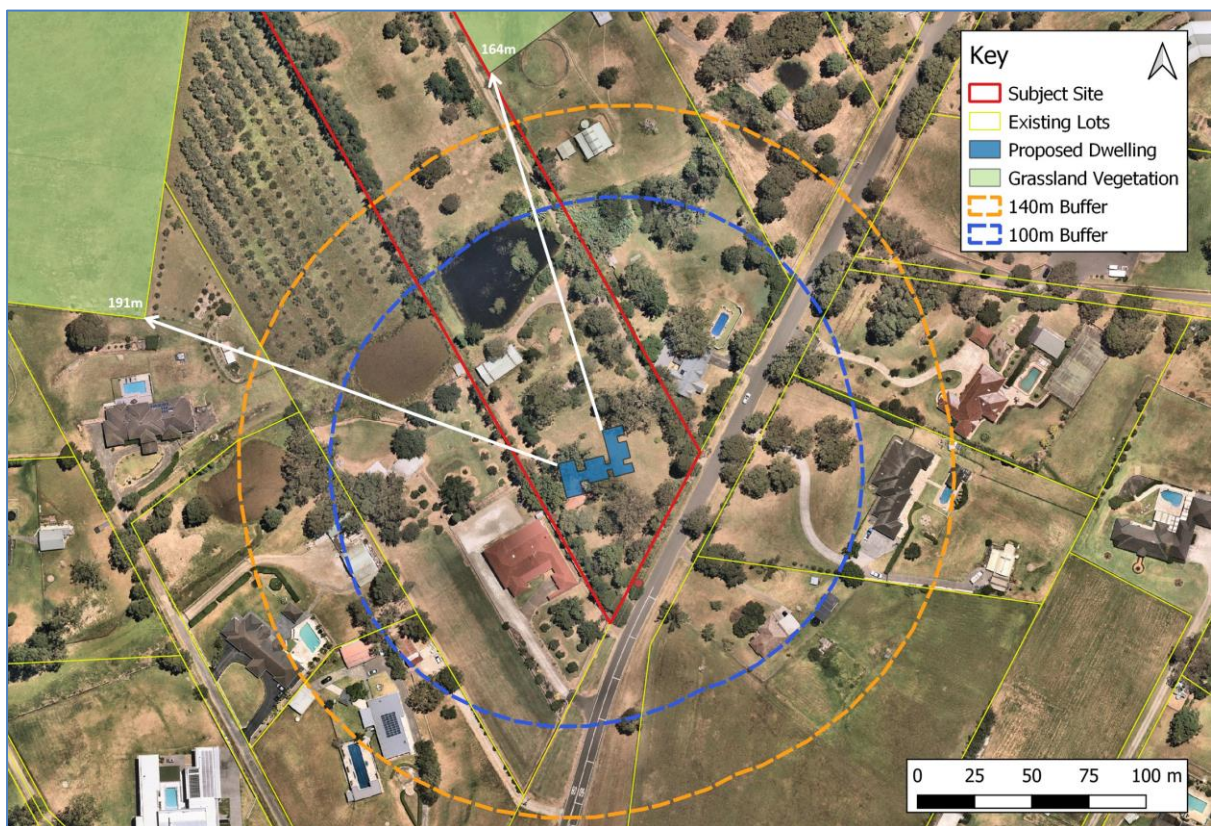 164m
191m
Key
Subject Site
Existing Lots
Proposed Dwelling
Grassland Vegetation
140m Buffer
100m Buffer
0 25 50 75 100 m